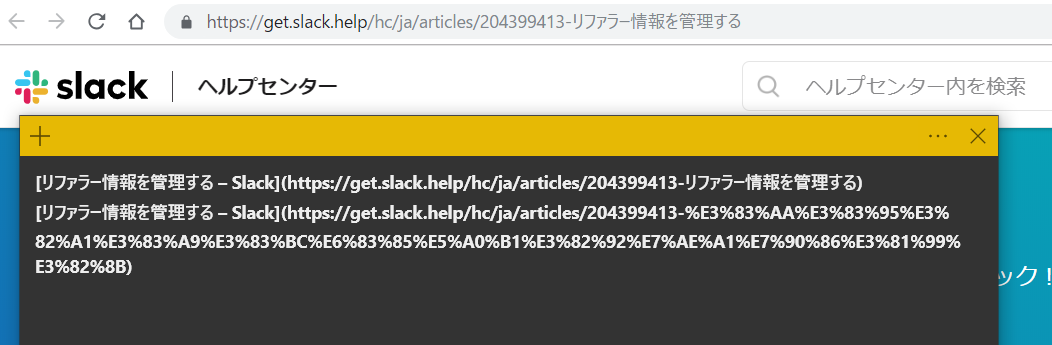 https://get.slack.help/hc/ja/articles/204399413-リファラー情報を管理する
slack ヘルプセンター ヘルプセンター内を検索
[リファラー情報を管理する – Slack](https://get.slack.help/hc/ja/articles/204399413-リファラー情報を管理する)
[リファラー情報を管理する – Slack](https://get.slack.help/hc/ja/articles/204399413-%E3%83%AA%E3%83%95%E3%
82%A1%E3%83%A9%E3%83%BC%E6%83%85%E5%A0%B1%E3%82%92%E7%AE%A1%E7%90%86%E3%81%99%
E3%82%8B)
ック！